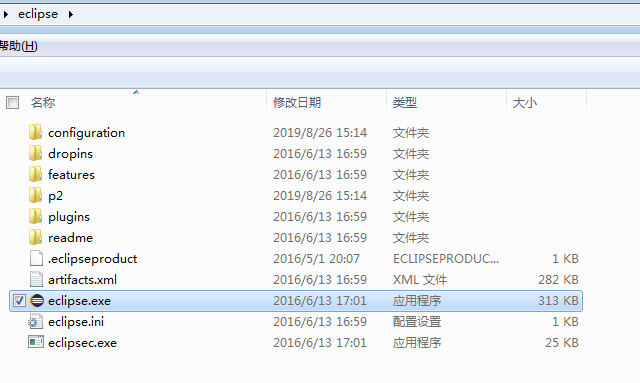 eclipse
帮助(H)
名称 修改日期 类型 大小
configuration 2019/8/26 15:14 文件夹
dropins 2016/6/13 16:59 文件夹
features 2016/6/13 16:59 文件夹
p2 2019/8/26 15:14 文件夹
plugins 2016/6/13 16:59 文件夹
readme 2016/6/13 16:59 文件夹
.eclipseproduct 2016/5/1 20:07 ECLIPSEPRODUC... 1 KB
artifacts.xml 2016/6/13 16:59 XML 文件 282 KB
eclipse.exe 2016/6/13 17:01 应用程序 313 KB
eclipse.ini 2016/6/13 16:59 配置设置 1 KB
eclipsec.exe 2016/6/13 17:01 应用程序 25 KB